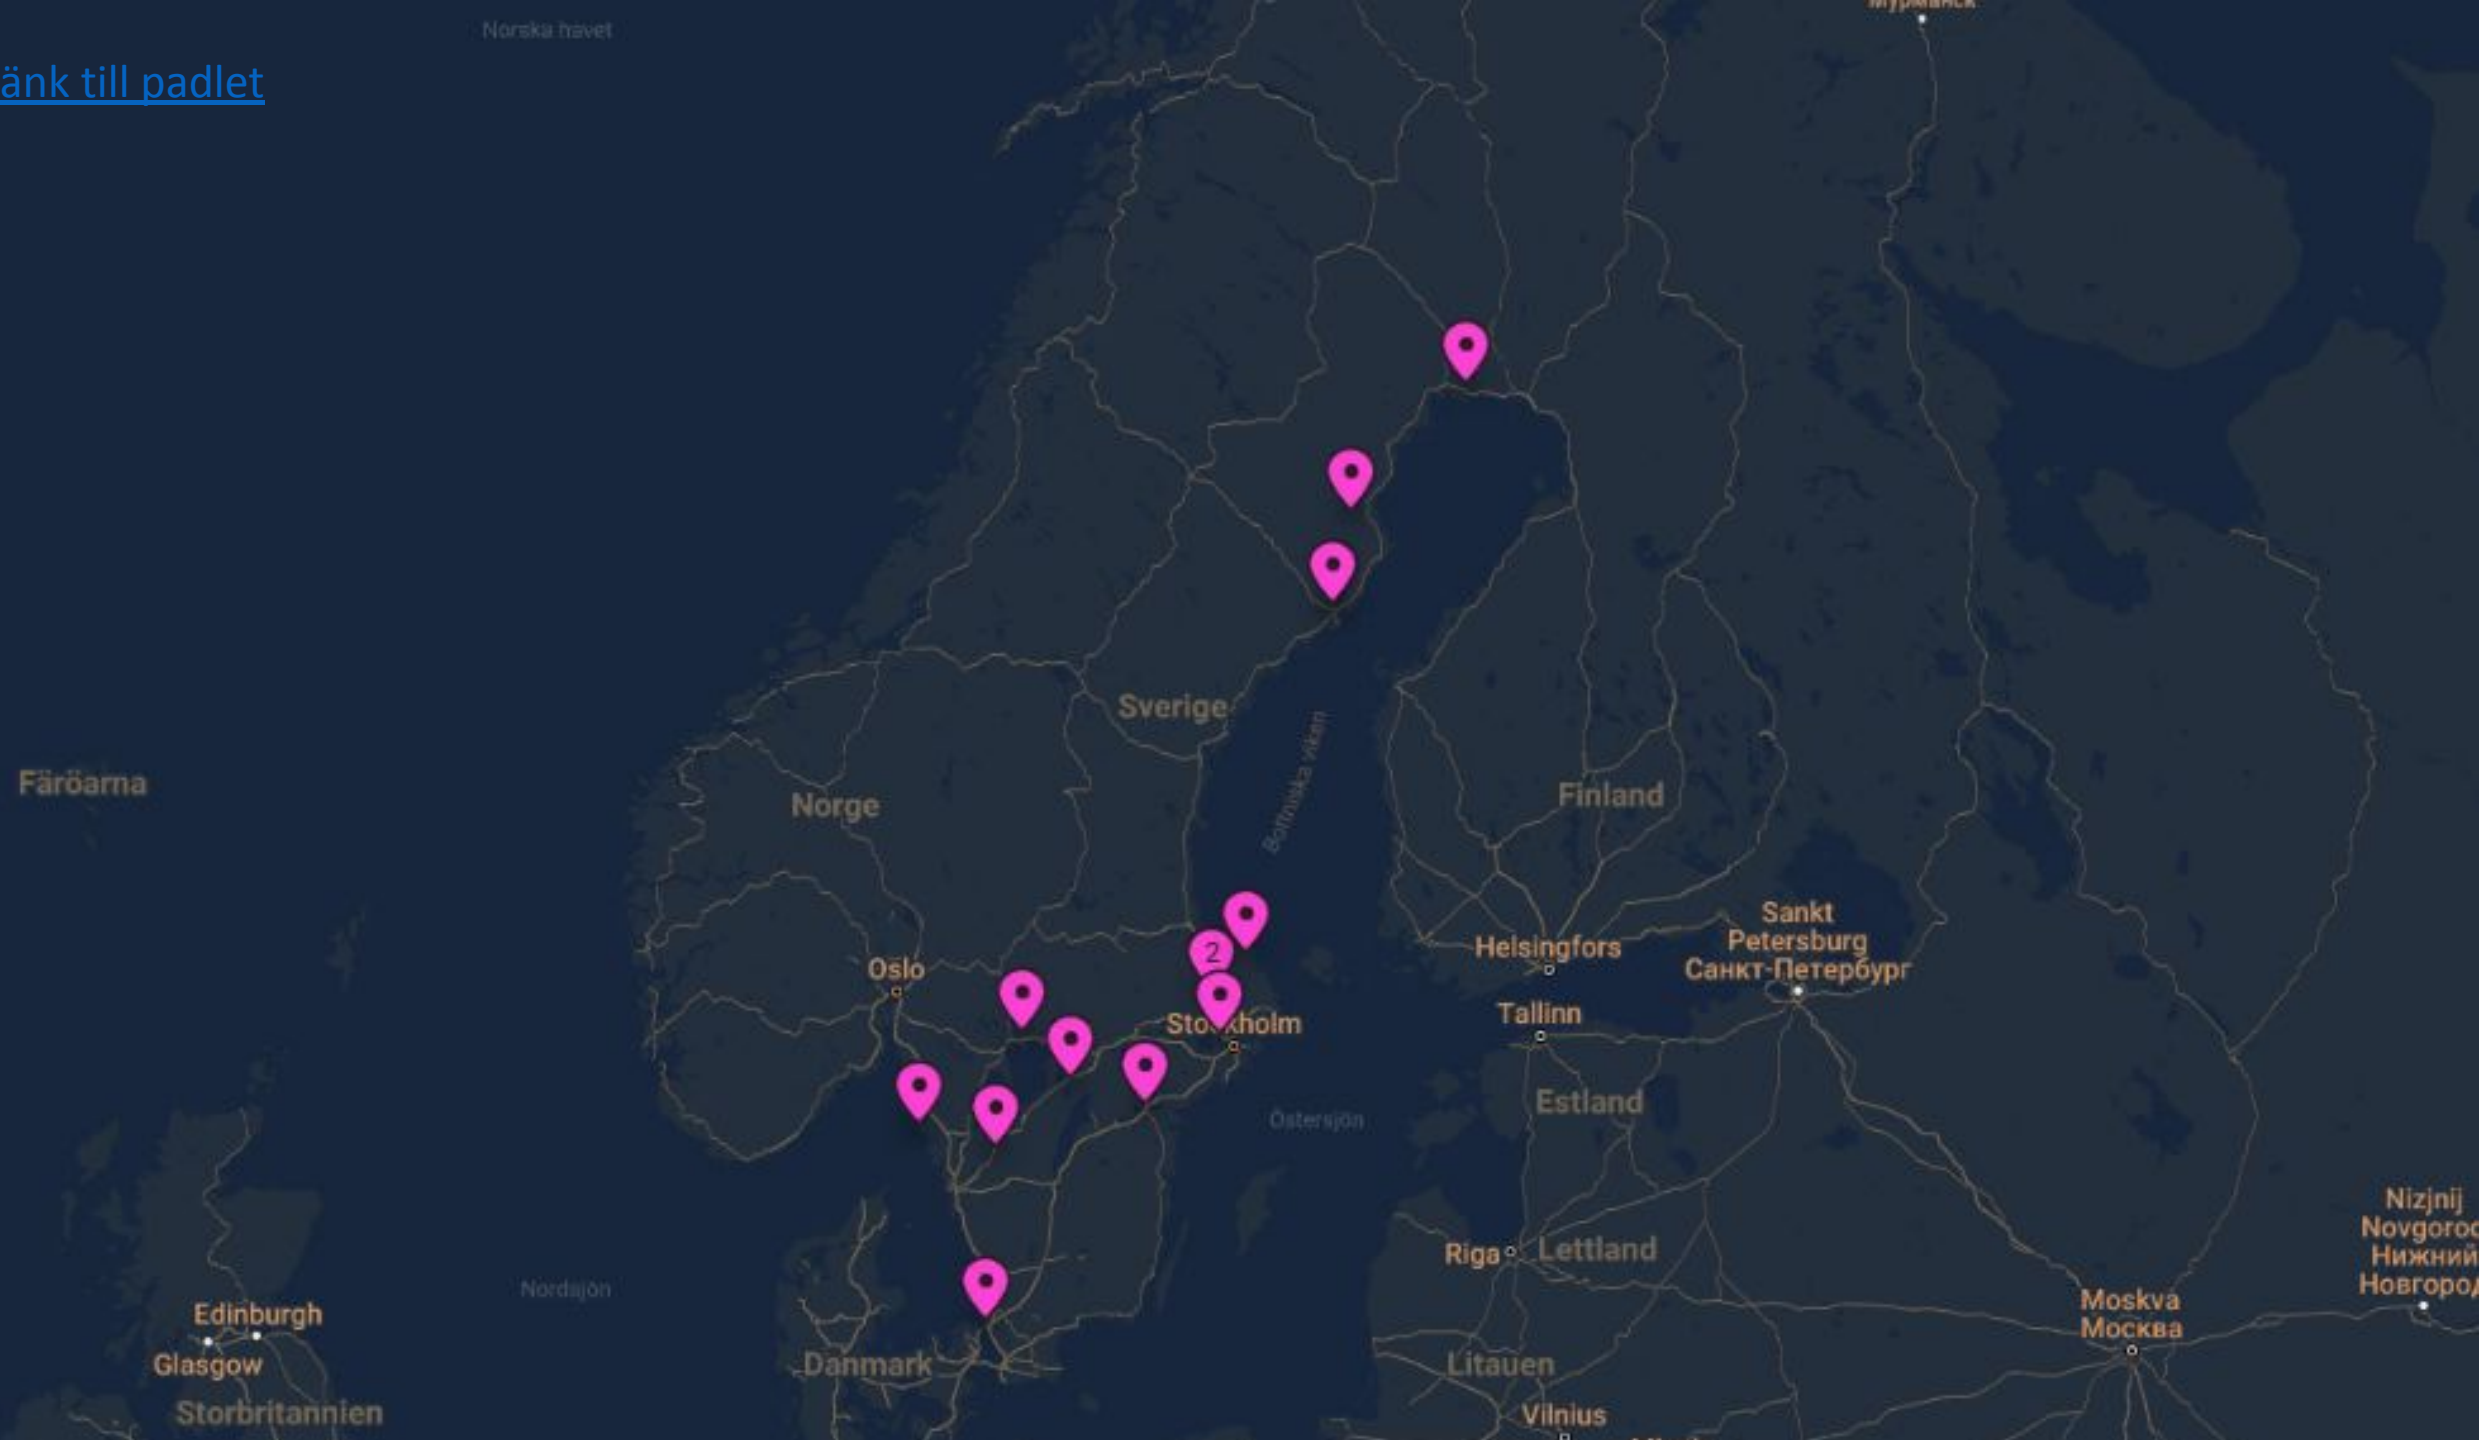 Мурманск
Norska havet
änk till padlet
Sverige
Bottniska viken
Färöarna
Norge
Finland
Sankt
Petersburg
Санкт-Петербург
Helsingfors
Oslo
2
Tallinn
Stockholm
Estland
Östersjön
Nizjnij
Novgorod
Нижний
Новгород
Riga
Lettland
Nordsjön
Moskva
Москва
Edinburgh
Glasgow
Danmark
Litauen
Storbritannien
Vilnius